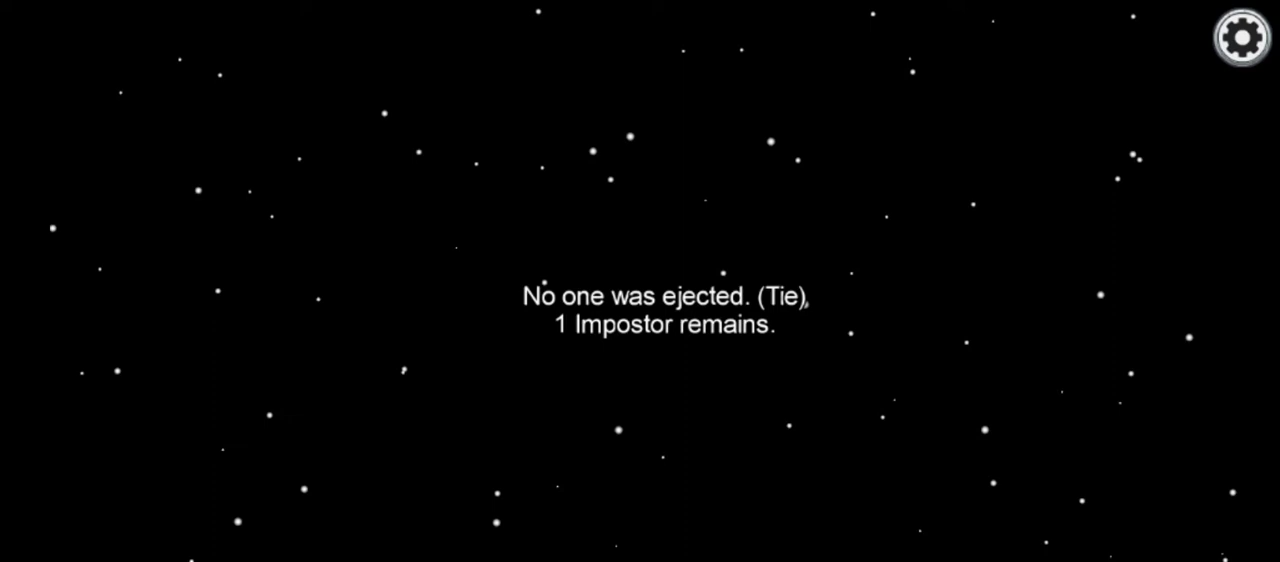 No one was ejected. (Tie)
1 Impostor remains.